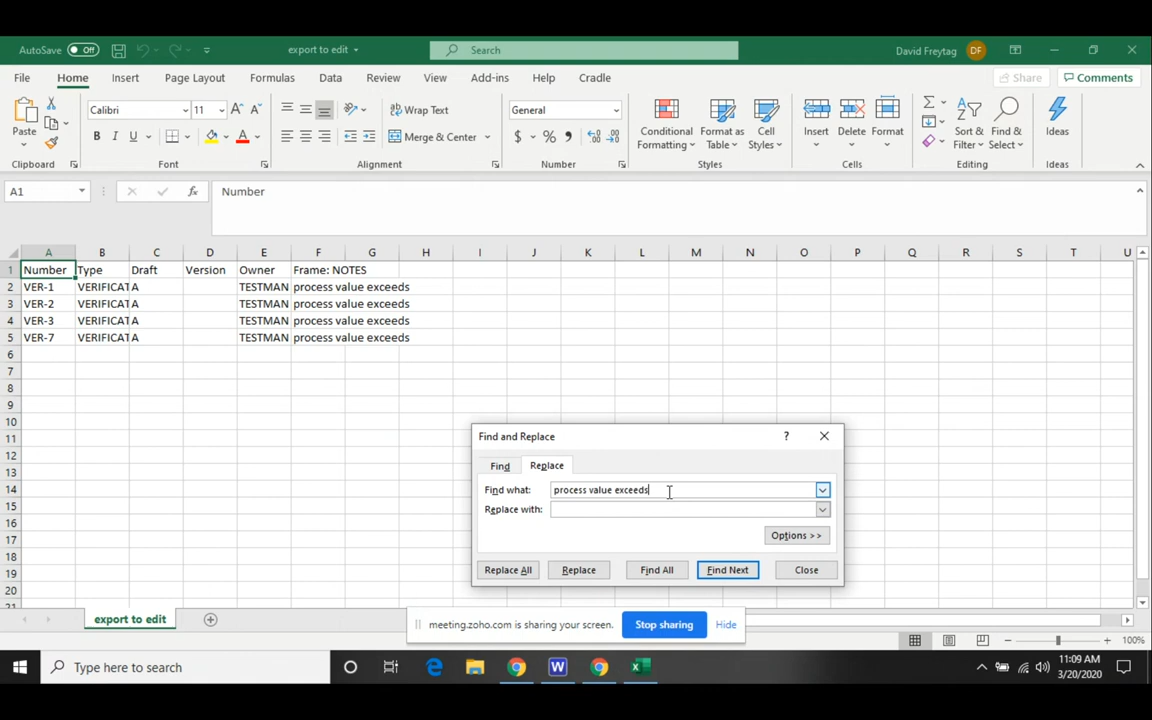 AutoSave Off export to edit Search David Freytag DF
File Home Insert Page Layout Formulas Data Review View Add-ins Help Cradle Share Comments
Paste Calibri 11 A A Wrap Text General Conditional Format as Cell Insert Delete Format Sort & Find & Ideas
B I U A Merge & Center $ % Formatting Table Styles Filter Select
Clipboard Font Alignment Number Styles Cells Editing Ideas
A1 fx Number
A B C D E F G H I J K L M N O P Q R S T U
1 Number Type Draft Version Owner Frame: NOTES
2 VER-1 VERIFICAT A TESTMAN process value exceeds
3 VER-2 VERIFICAT A TESTMAN process value exceeds
4 VER-3 VERIFICAT A TESTMAN process value exceeds
5 VER-7 VERIFICAT A TESTMAN process value exceeds
6
7
8
9
10
11 Find and Replace ? 
12
13 Find Replace
14 Find what: process value exceeds
15 Replace with:
16
17 Options >>
18
19 Replace All Replace Find All Find Next Close
20
21
export to edit
meeting.zoho.com is sharing your screen. Stop sharing Hide
100%
Type here to search W 11:09 AM
3/20/2020